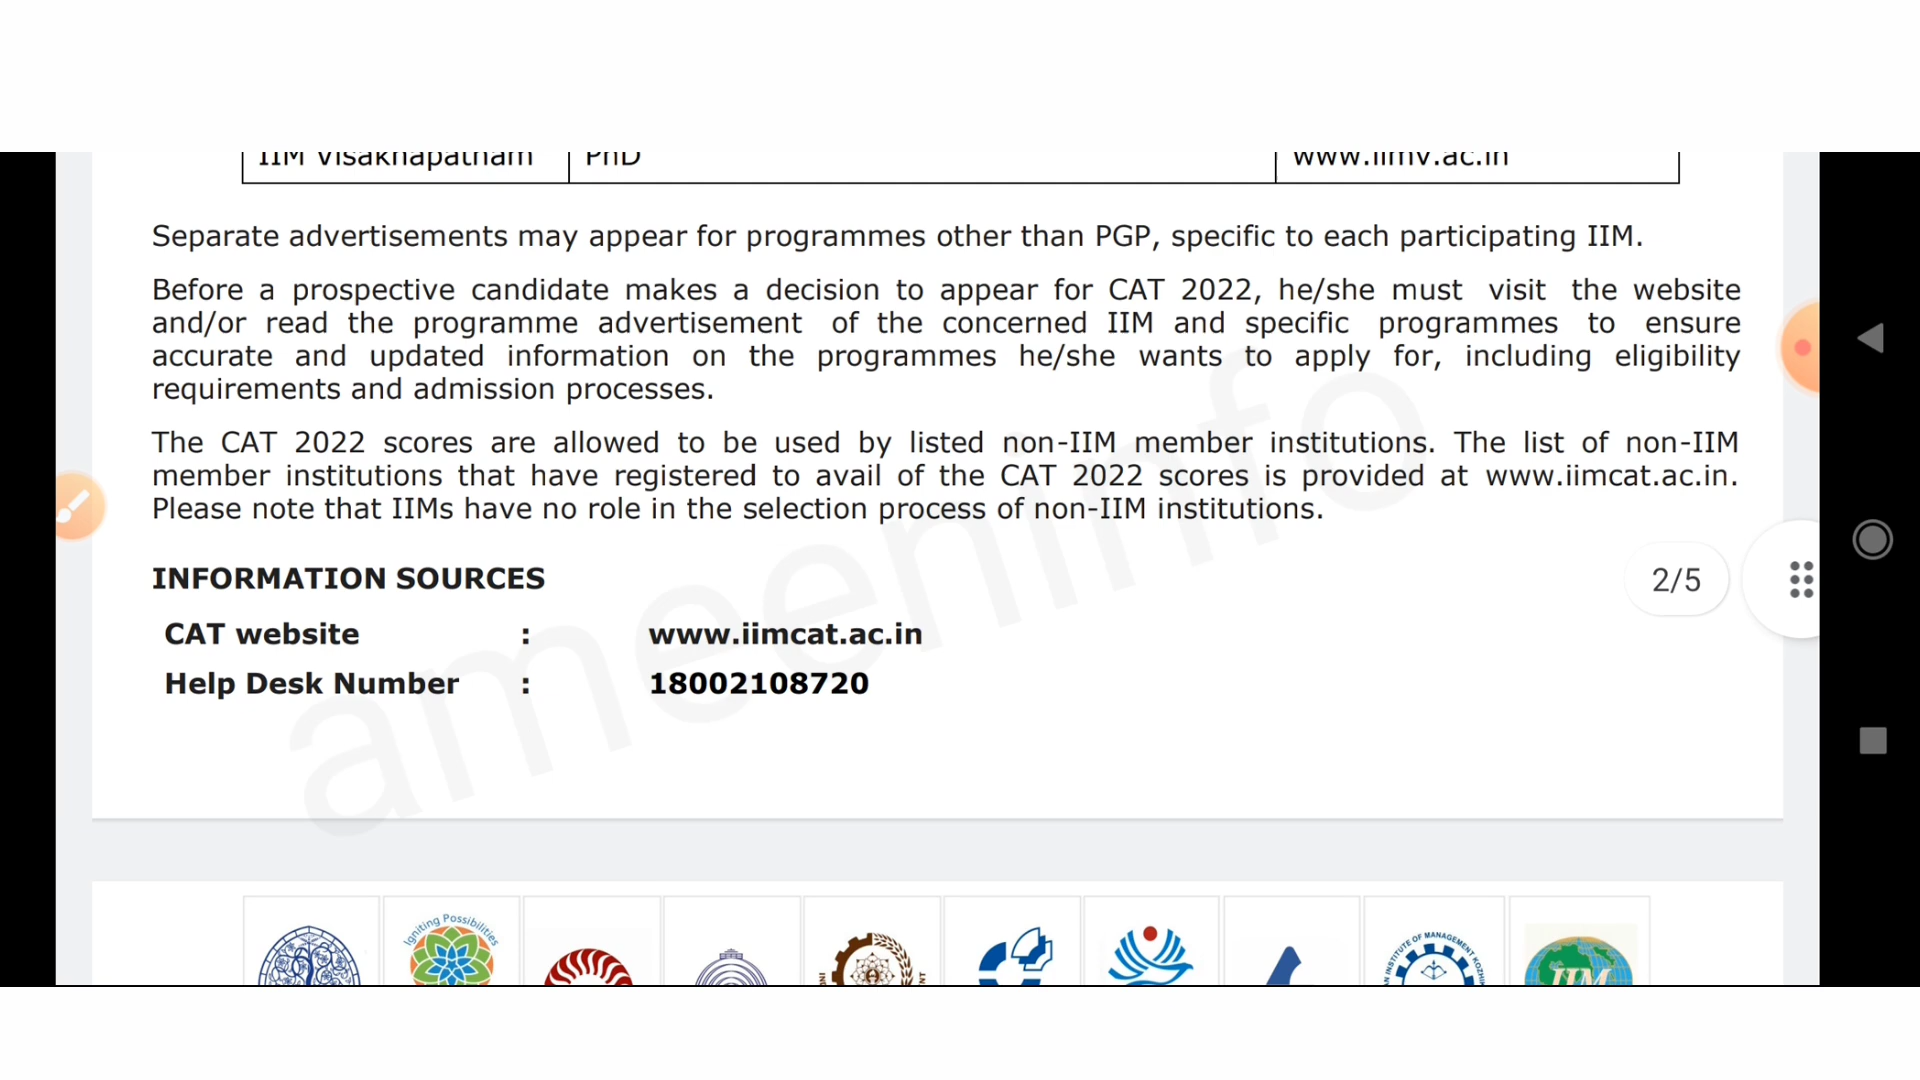 IIM Visakhapatnam PhD www.iimv.ac.in
Separate advertisements may appear for programmes other than PGP, specific to each participating IIM.
Before a prospective candidate makes a decision to appear for CAT 2022, he/she must visit the website
and/or read the programme advertisement of the concerned IIM and specific programmes to ensure
accurate and updated information on the programmes he/she wants to apply for, including eligibility
requirements and admission processes.
The CAT 2022 scores are allowed to be used by listed non-IIM member institutions. The list of non-IIM
member institutions that have registered to avail of the CAT 2022 scores is provided at www.iimcat.ac.in.
Please note that IIMs have no role in the selection process of non-IIM institutions.
INFORMATION SOURCES
2/5
CAT website : www.iimcat.ac.in
Help Desk Number : 18002108720
ameeninfo
Igniting Possibilities
INSTITUTE OF MANAGEMENT
IIM